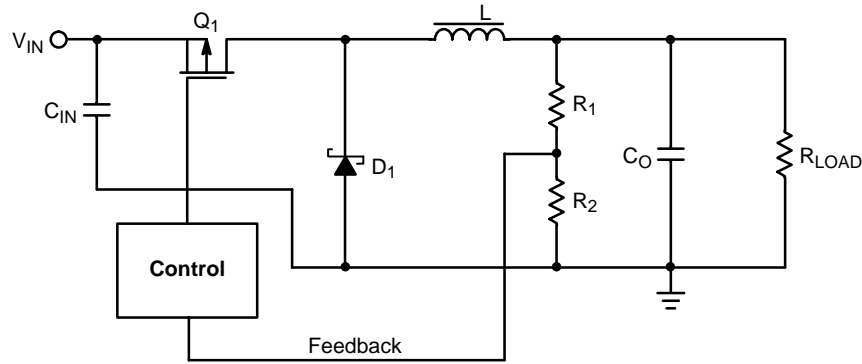 Q1
L
VIN
CIN
R1
CO
RLOAD
D1
R2
Control
Feedback